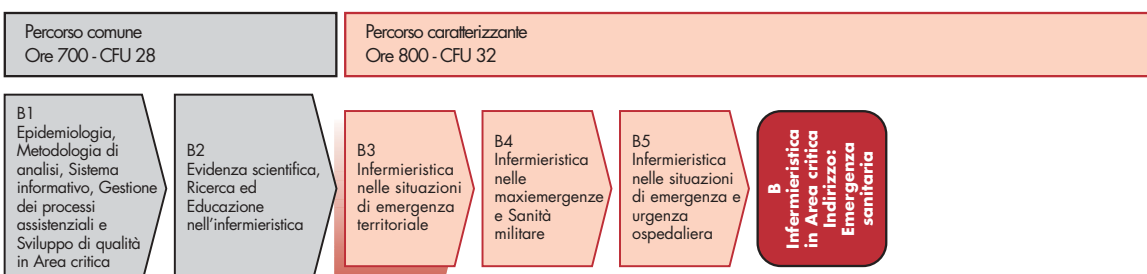 Percorso comune
Ore 700 - CFU 28
Percorso caratterizzante
Ore 800 - CFU 32
B1
Epidemiologia,
Metodologia di
analisi, Sistema
informativo, Gestione
dei processi
assistenziali e
Sviluppo di qualità
in Area critica
B2
Evidenza scientifica,
Ricerca ed
Educazione
nell'infermieristica
B3
Infermieristica
nelle situazioni
di emergenza
territoriale
B4
Infermieristica
nelle
maxiemergenze
e Sanità
militare
B5
Infermieristica
nelle situazioni
di emergenza e
urgenza
ospedaliera
B
Infermieristica
in Area critica
Indirizzo:
Emergenza
sanitaria